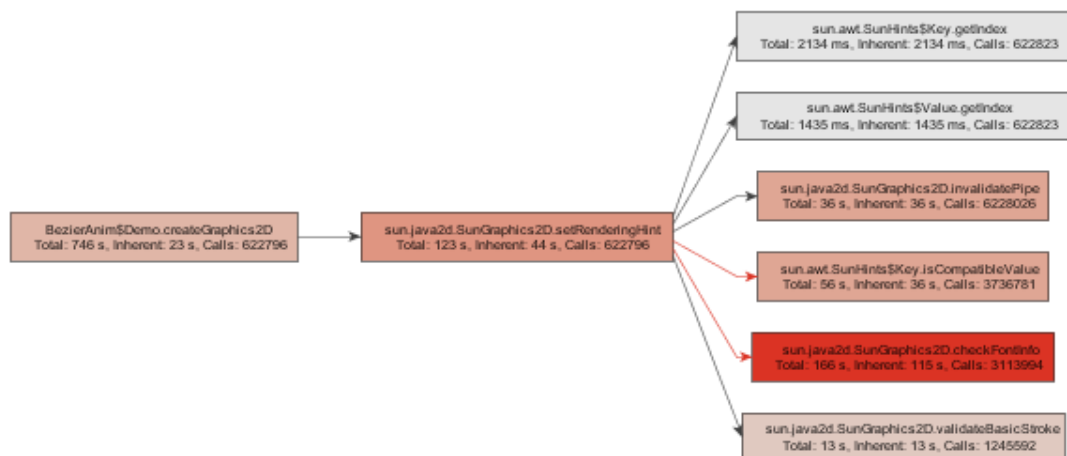 sun.awt.SunHints$Key.getIndex
Total: 2134 ms, Inherent: 2134 ms, Calls: 622823
sun.awt.SunHints$Value.getIndex
Total: 1435 ms, Inherent: 1435 ms, Calls: 622823
sun.java2d.SunGraphics2D.invalidatePipe
Total: 36 s, Inherent: 36 s, Calls: 6228026
BezierAnim$Demo.createGraphics2D
Total: 746 s, Inherent: 23 s, Calls: 622796
sun.java2d.SunGraphics2D.setRenderingHint
Total: 123 s, Inherent: 44 s, Calls: 622796
sun.awt.SunHints$Key.isCompatibleValue
Total: 56 s, Inherent: 36 s, Calls: 3736781
sun.java2d.SunGraphics2D.checkFontInfo
Total: 166 s, Inherent: 115 s, Calls: 3113994
sun.java2d.SunGraphics2D.validateBasicStroke
Total: 13 s, Inherent: 13 s, Calls: 1245592